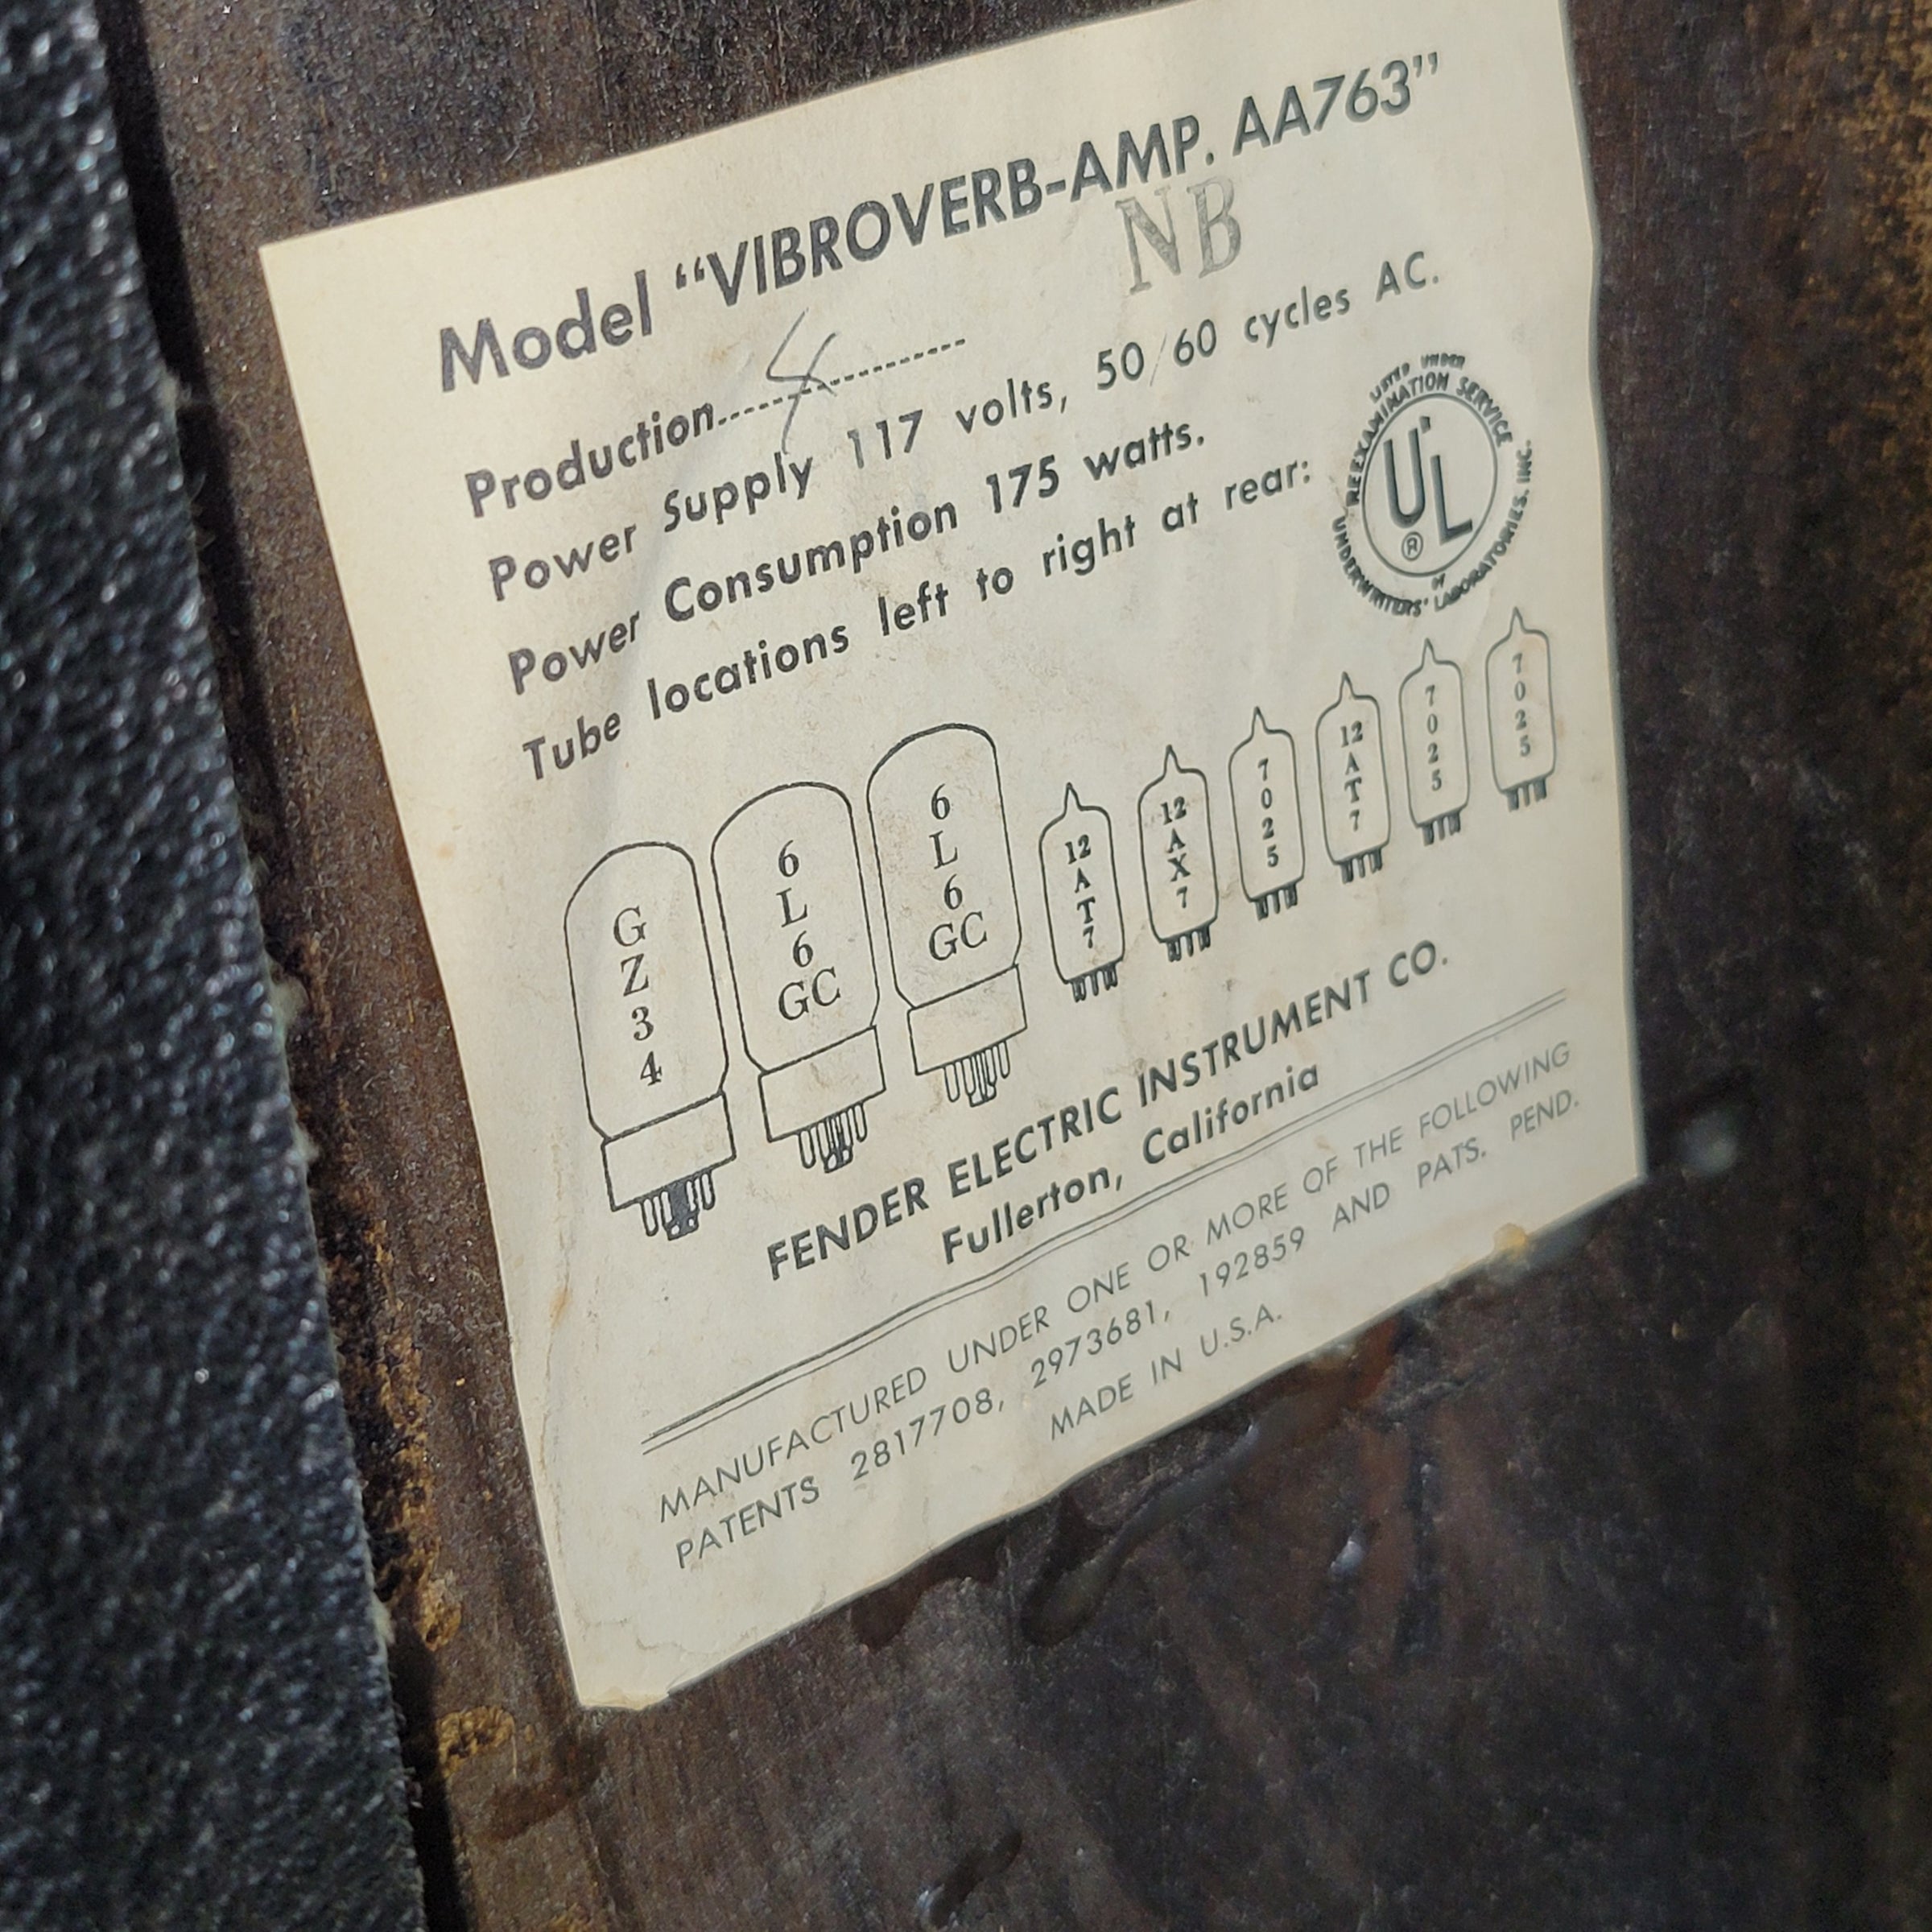 Model “VIBROVERB-AMP. AA763”
NB
Production 4
Power Supply 117 volts, 50/60 cycles AC.
Power Consumption 175 watts.
Tube locations left to right at rear:
LISTED UNDER
REEXAMINATION SERVICE
UL
®
OF
UNDERWRITERS' LABORATORIES, INC.
GZ34
6L6GC
6L6GC
12AT7
12AX7
7025
12AT7
7025
7025
FENDER ELECTRIC INSTRUMENT CO.
Fullerton, California
MANUFACTURED UNDER ONE OR MORE OF THE FOLLOWING
PATENTS 2817708, 2973681, 192859 AND PATS. PEND.
MADE IN U.S.A.